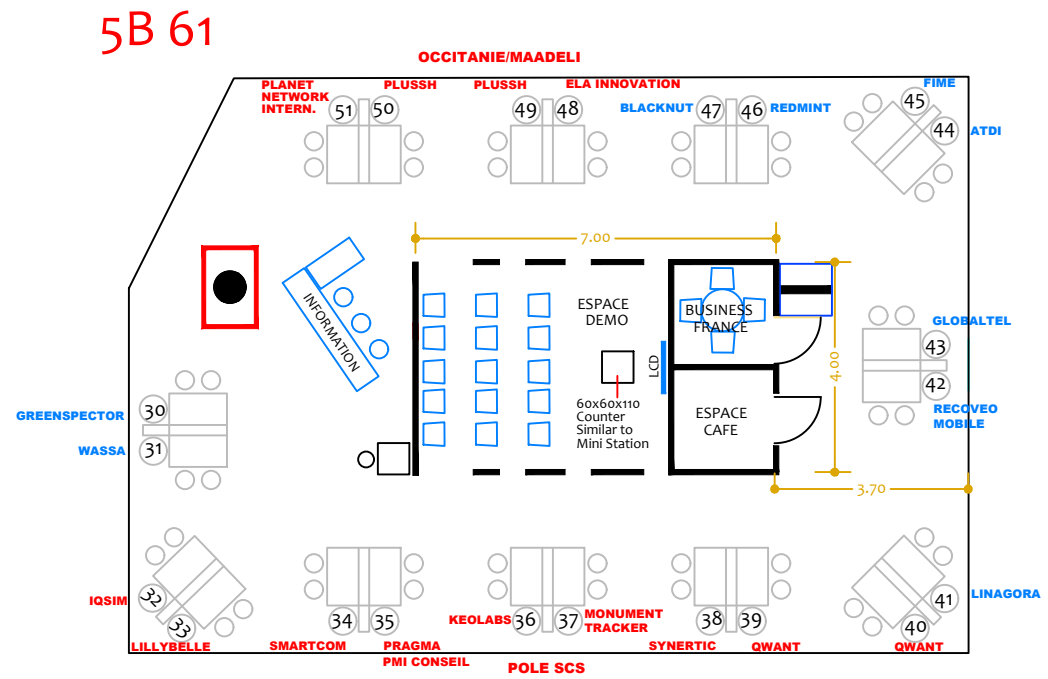 5B 61
OCCITANIE/MAADELI
PLANET
NETWORK
INTERN.
PLUSSH
PLUSSH
ELA INNOVATION
FIME
51
50
49
48
BLACKNUT
47
46
REDMINT
45
44
ATDI
7.00
INFORMATION
ESPACE
DEMO
BUSINESS
FRANCE
LCD
4.00
GLOBALTEL
43
42
RECOVEO
MOBILE
60x60x110
Counter
Similar to
Mini Station
ESPACE
CAFE
GREENSPECTOR
30
WASSA
31
3.70
IQSIM
32
33
LILLYBELLE
34
35
SMARTCOM
PRAGMA
PMI CONSEIL
KEOLABS
36
37
MONUMENT
TRACKER
POLE SCS
38
39
SYNERTIC
QWANT
41
LINAGORA
40
QWANT